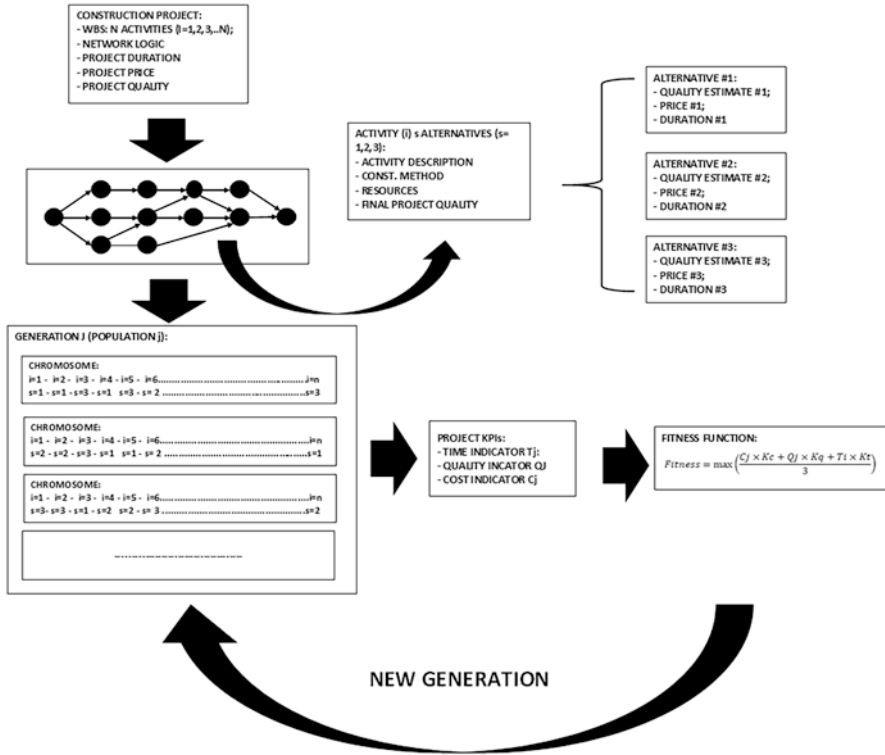 CONSTRUCTION PROJECT:
- WBS: N ACTIVITIES (I=1,2,3,..N);
- NETWORK LOGIC
- PROJECT DURATION
- PROJECT PRICE
- PROJECT QUALITY
ACTIVITY (i) s ALTERNATIVES (s=
1,2,3):
- ACTIVITY DESCRIPTION
- CONST. METHOD
- RESOURCES
- FINAL PROJECT QUALITY
ALTERNATIVE #1:
- QUALITY ESTIMATE #1;
- PRICE #1;
- DURATION #1
ALTERNATIVE #2:
- QUALITY ESTIMATE #2;
- PRICE #2;
- DURATION #2
ALTERNATIVE #3:
- QUALITY ESTIMATE #3;
- PRICE #3;
- DURATION #3
GENERATION J (POPULATION j):
CHROMOSOME:
i=1 - i=2 - i=3 - i=4 - i=5 - i=6..................................................i=n
s=1 - s=1 - s=3 - s=1 s=3 - s= 2 ..................................................s=3
CHROMOSOME:
i=1 - i=2 - i=3 - i=4 - i=5 - i=6..................................................i=n
s=2 - s=2 - s=3 - s=1 s=1 - s= 2 ..................................................s=1
CHROMOSOME:
i=1 - i=2 - i=3 - i=4 - i=5 - i=6..................................................i=n
s=3- s=3 - s=1 - s=2 s=2 - s= 3 ..................................................s=2
..........................................
PROJECT KPIs:
- TIME INDICATOR Tj:
- QUALITY INCATOR QJ
- COST INDICATOR Cj
FITNESS FUNCTION:
Fitness = max((Cj × Kc + Qj × Kq + Tj × Kt)/3)
NEW GENERATION